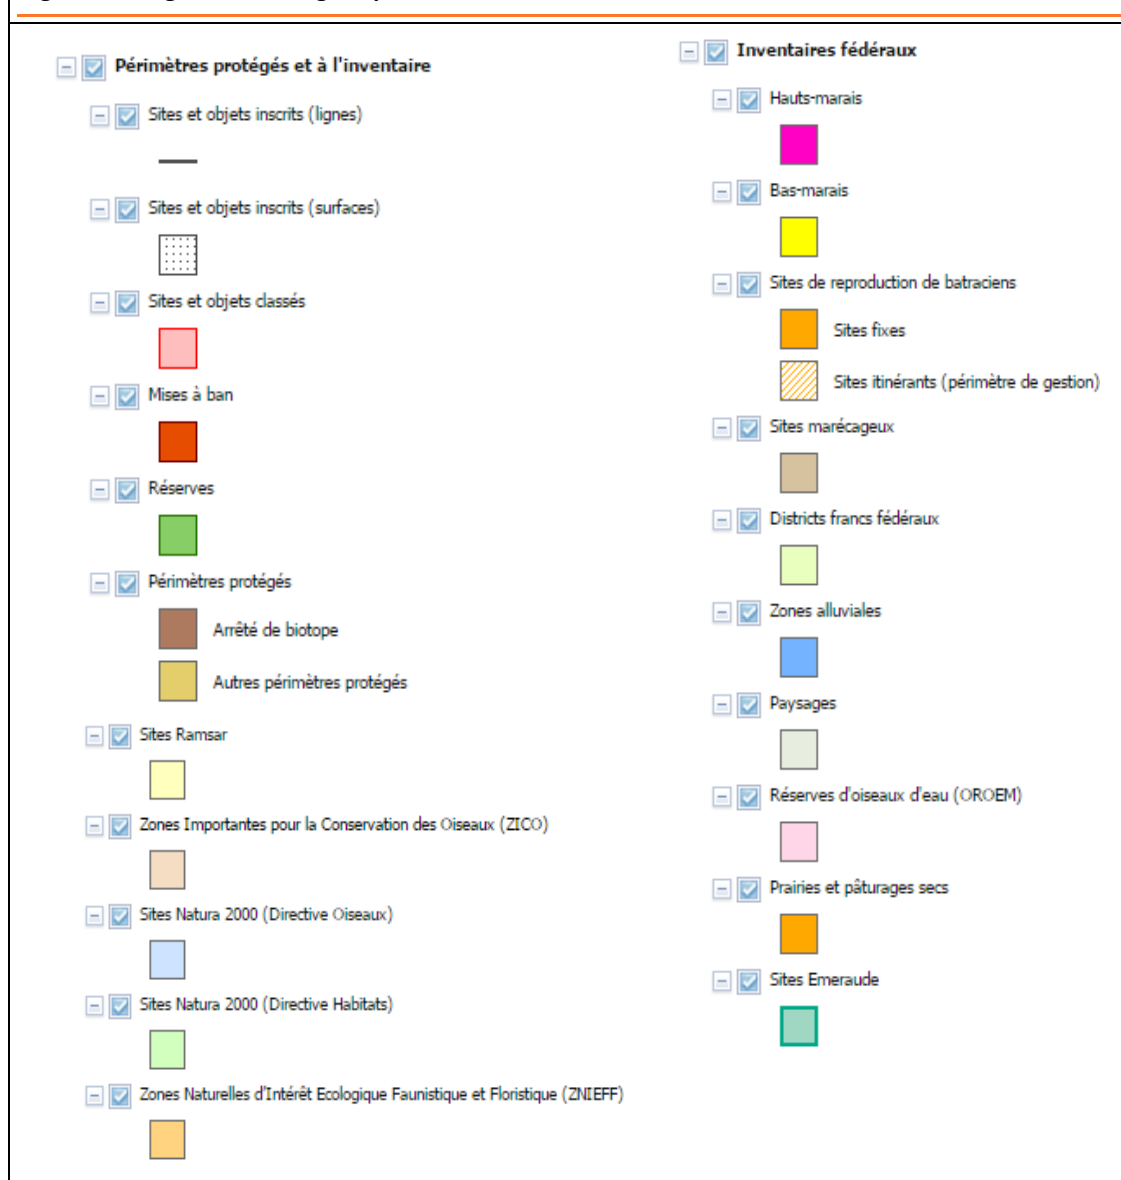 Périmètres protégés et à l'inventaire
Sites et objets inscrits (lignes)
Sites et objets inscrits (surfaces)
Sites et objets classés
Mises à ban
Réserves
Périmètres protégés
Arrêté de biotope
Autres périmètres protégés
Sites Ramsar
Zones Importantes pour la Conservation des Oiseaux (ZICO)
Sites Natura 2000 (Directive Oiseaux)
Sites Natura 2000 (Directive Habitats)
Zones Naturelles d'Intérêt Ecologique Faunistique et Floristique (ZNIEFF)
Inventaires fédéraux
Hauts-marais
Bas-marais
Sites de reproduction de batraciens
Sites fixes
Sites itinérants (périmètre de gestion)
Sites marécageux
Districts francs fédéraux
Zones alluviales
Paysages
Réserves d'oiseaux d'eau (OROEM)
Prairies et pâturages secs
Sites Emeraude